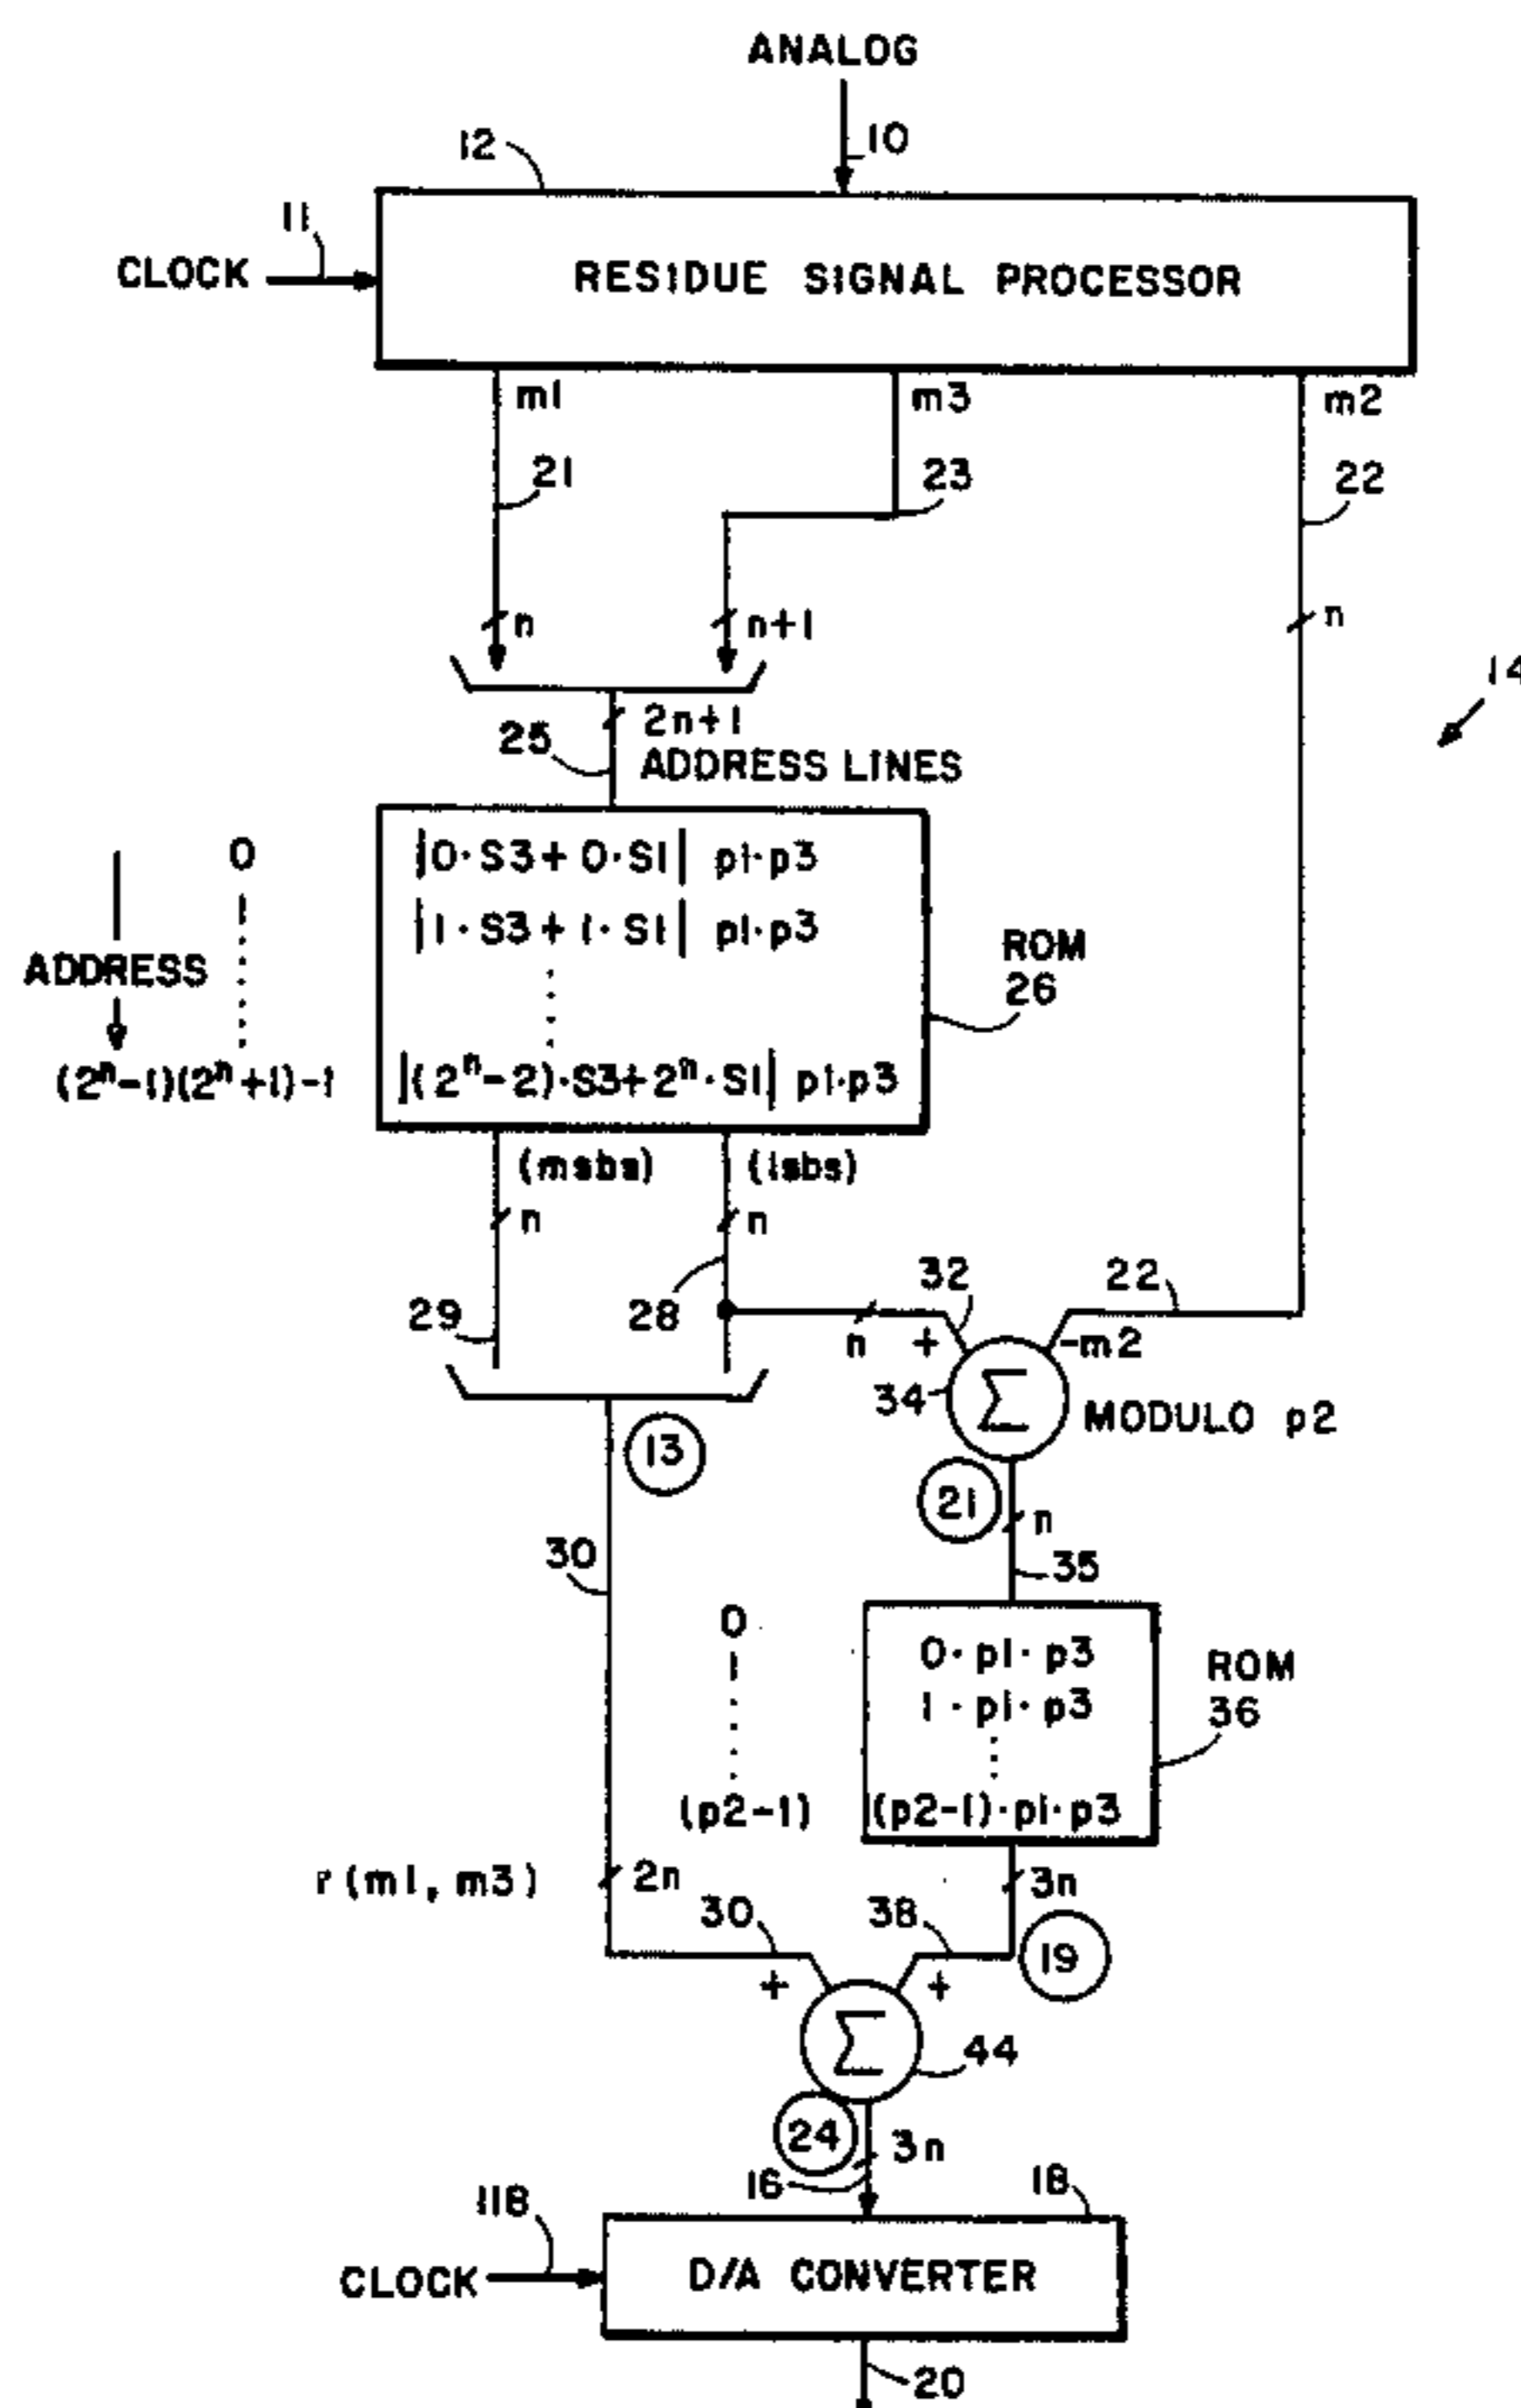 ANALOG
12
10
11
CLOCK
RESIDUE SIGNAL PROCESSOR
m1
m3
m2
21
23
22
n
n+1
n
14
25
2n+1
ADDRESS LINES
0
|0·S3+ 0·S1| p1·p3
|1·S3+ 1·S1| p1·p3
ADDRESS
ROM
26
(2ⁿ-1)(2ⁿ+1)-1
|(2ⁿ-2)·S3+2ⁿ·S1| p1·p3
(msbs)
(lsbs)
n
n
32
22
29
28
n
+
-m2
34
Σ
MODULO p2
13
21
n
30
35
0
0· p1· p3
1· p1· p3
ROM
36
(p2-1)
(p2-1)·p1·p3
r(m1, m3)
2n
3n
30
38
19
+
+
Σ
44
24
3n
16
18
118
CLOCK
D/A CONVERTER
20